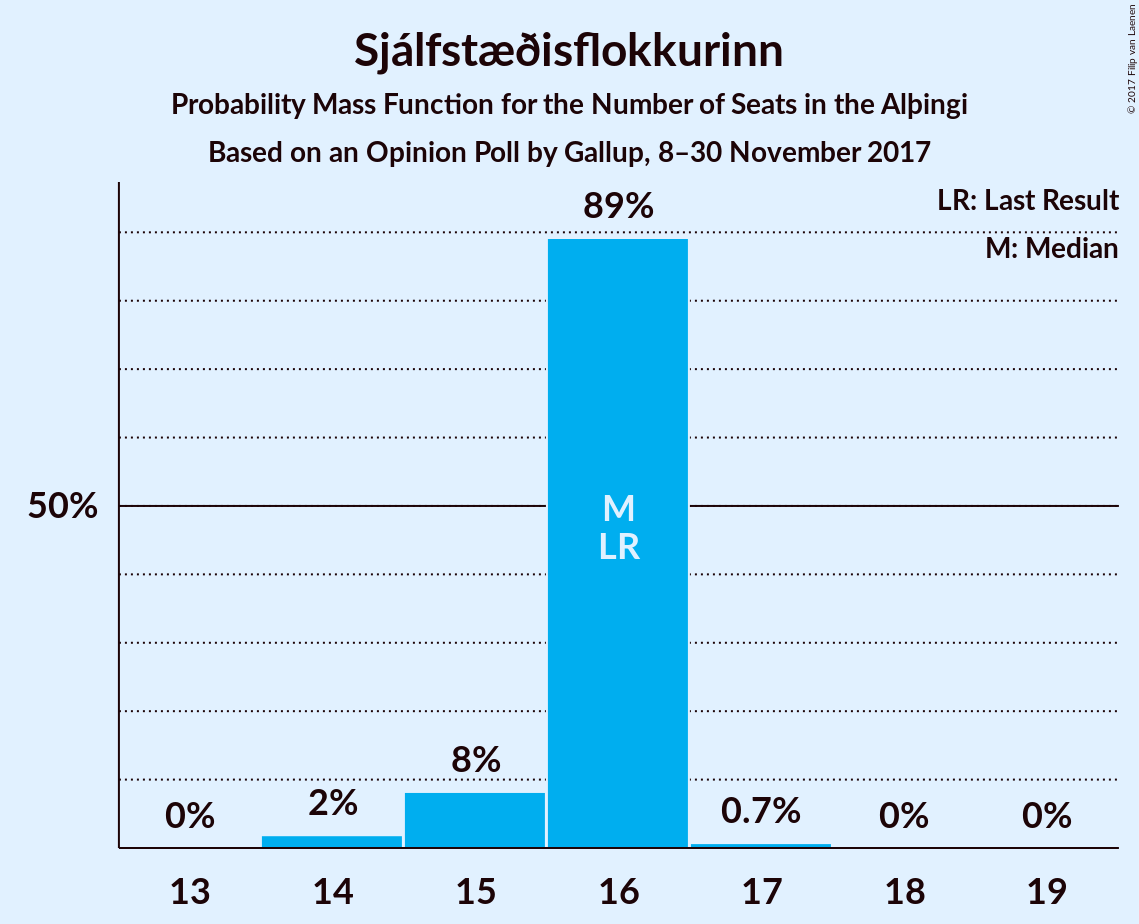 Sjálfstæðisflokkurinn
Probability Mass Function for the Number of Seats in the Alþingi
Based on an Opinion Poll by Gallup, 8–30 November 2017
© 2017 Filip van Laenen
LR: Last Result
M: Median
50%
0%
2%
8%
89%
M
LR
0.7%
0%
0%
13
14
15
16
17
18
19